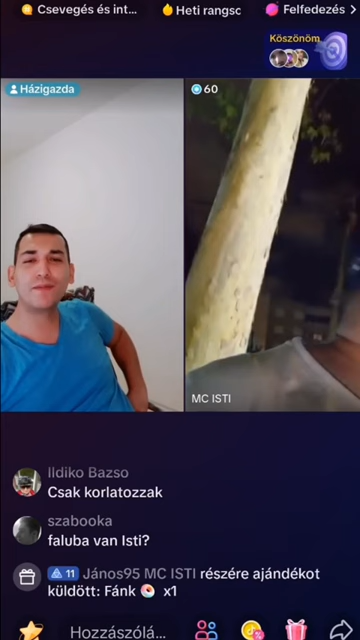 Csevegés és int...
Heti rangsc
Felfedezés
Köszönöm
Házigazda
60
MC ISTI
Ildiko Bazso
Csak korlatozzak
szabooka
faluba van Isti?
11 János95 MC ISTI részére ajándékot
küldött: Fánk x1
Hozzászólá...